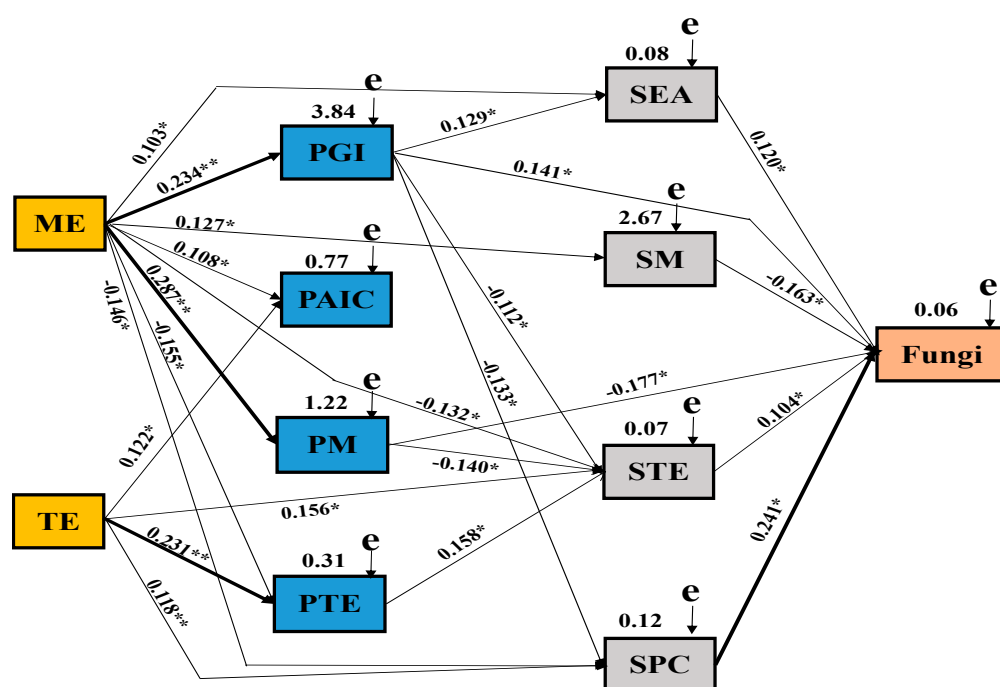 e
0.08
SEA
e
3.84
PGI
0.103*
0.129*
0.120*
0.234**
0.141*
ME
0.127*
e
2.67
SM
e
0.77
PAIC
0.108*
-0.146*
0.287**
-0.155*
-0.112*
-0.163*
e
0.06
Fungi
-0.133*
e
1.22
PM
-0.132*
-0.177*
0.122*
-0.140*
e
0.07
STE
0.104*
TE
0.156*
0.231**
0.158*
0.241*
e
0.31
PTE
0.118**
e
0.12
SPC